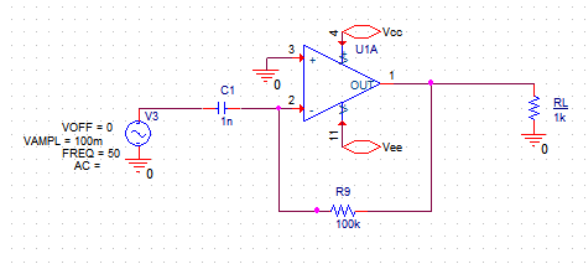 4
Vcc
U1A
3
+
0
OUT
1
C1
1n
2
-
V3
VOFF = 0
VAMPL = 100m
FREQ = 50
AC =
0
11
Vee
RL
1k
0
R9
100k